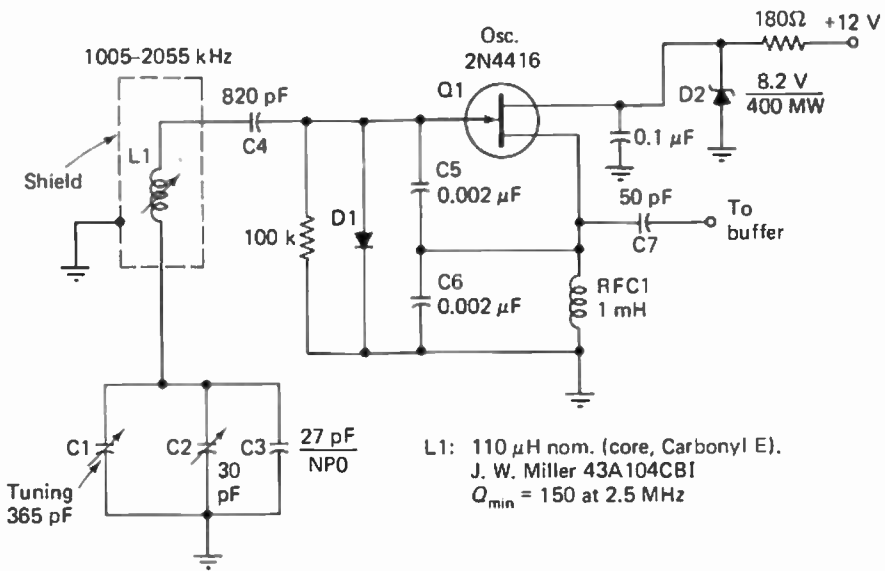 1005–2055 kHz
Shield
L1
820 pF
C4
100 k
D1
C5
0.002 µF
C6
0.002 µF
Osc.
2N4416
Q1
0.1 µF
D2
8.2 V
400 MW
180Ω
+12 V
50 pF
C7
To
buffer
RFC1
1 mH
C1
Tuning
365 pF
C2
30
pF
C3
27 pF
NP0
L1: 110 µH nom. (core, Carbonyl E).
J. W. Miller 43A104CBI
Qmin = 150 at 2.5 MHz